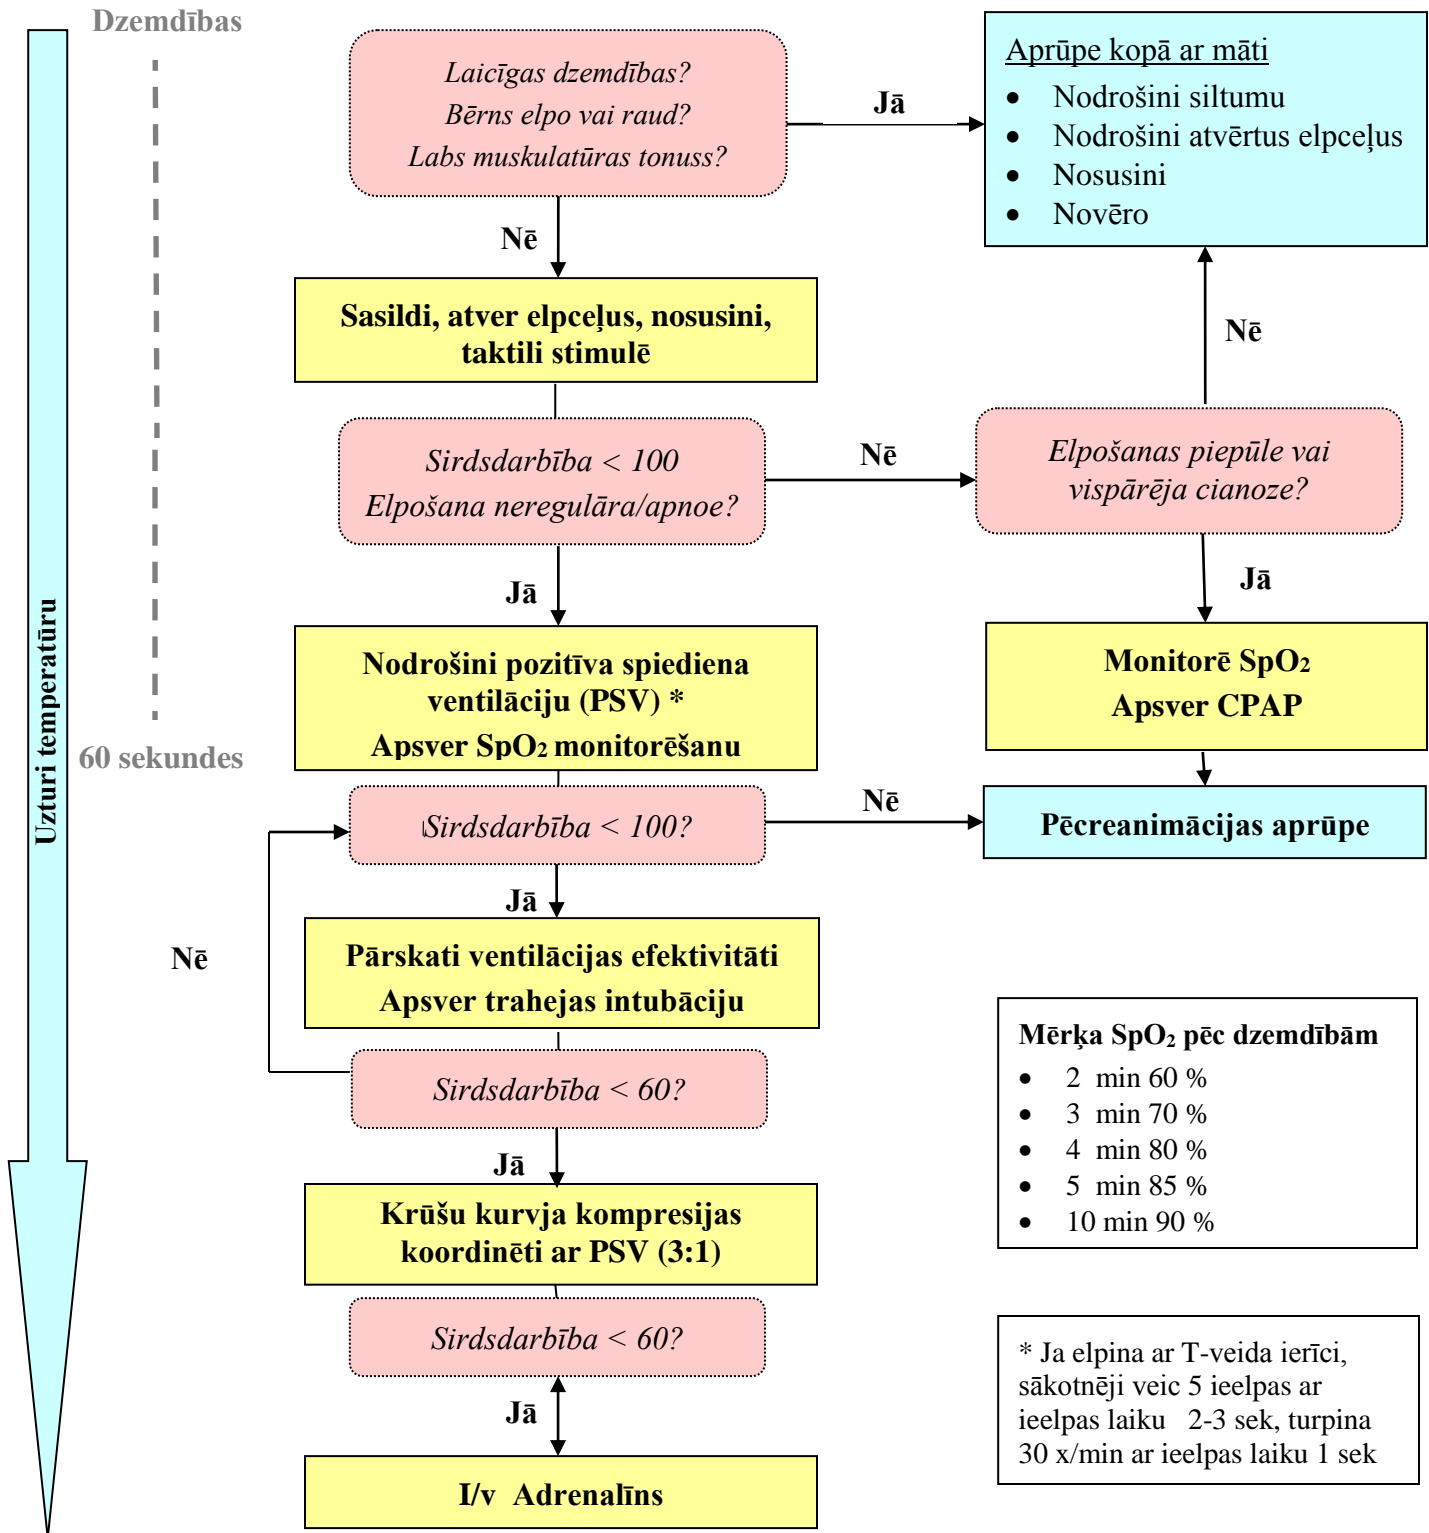 Dzemdības
Laicīgas dzemdības?
Bērns elpo vai raud?
Labs muskulatūras tonuss?
Jā
Aprūpe kopā ar māti
• Nodrošini siltumu
• Nodrošini atvērtus elpceļus
• Nosusini
• Novēro
Nē
Sasildi, atver elpceļus, nosusini,
taktili stimulē
Nē
Sirdsdarbība < 100
Elpošana neregulāra/apnoe?
Nē
Elpošanas piepūle vai
vispārēja cianoze?
Jā
Jā
Uzturi temperatūru
Nodrošini pozitīva spiediena
ventilāciju (PSV) *
Apsver SpO₂ monitorēšanu
Monitorē SpO₂
Apsver CPAP
60 sekundes
Sirdsdarbība < 100?
Nē
Pēcreanimācijas aprūpe
Jā
Nē
Pārskati ventilācijas efektivitāti
Apsver trahejas intubāciju
Sirdsdarbība < 60?
Jā
Krūšu kurvja kompresijas
koordinēti ar PSV (3:1)
Sirdsdarbība < 60?
Jā
I/v Adrenalīns
Mērķa SpO₂ pēc dzemdībām
• 2 min 60 %
• 3 min 70 %
• 4 min 80 %
• 5 min 85 %
• 10 min 90 %
* Ja elpina ar T-veida ierīci,
sākotnēji veic 5 ieelpas ar
ieelpas laiku 2-3 sek, turpina
30 x/min ar ieelpas laiku 1 sek